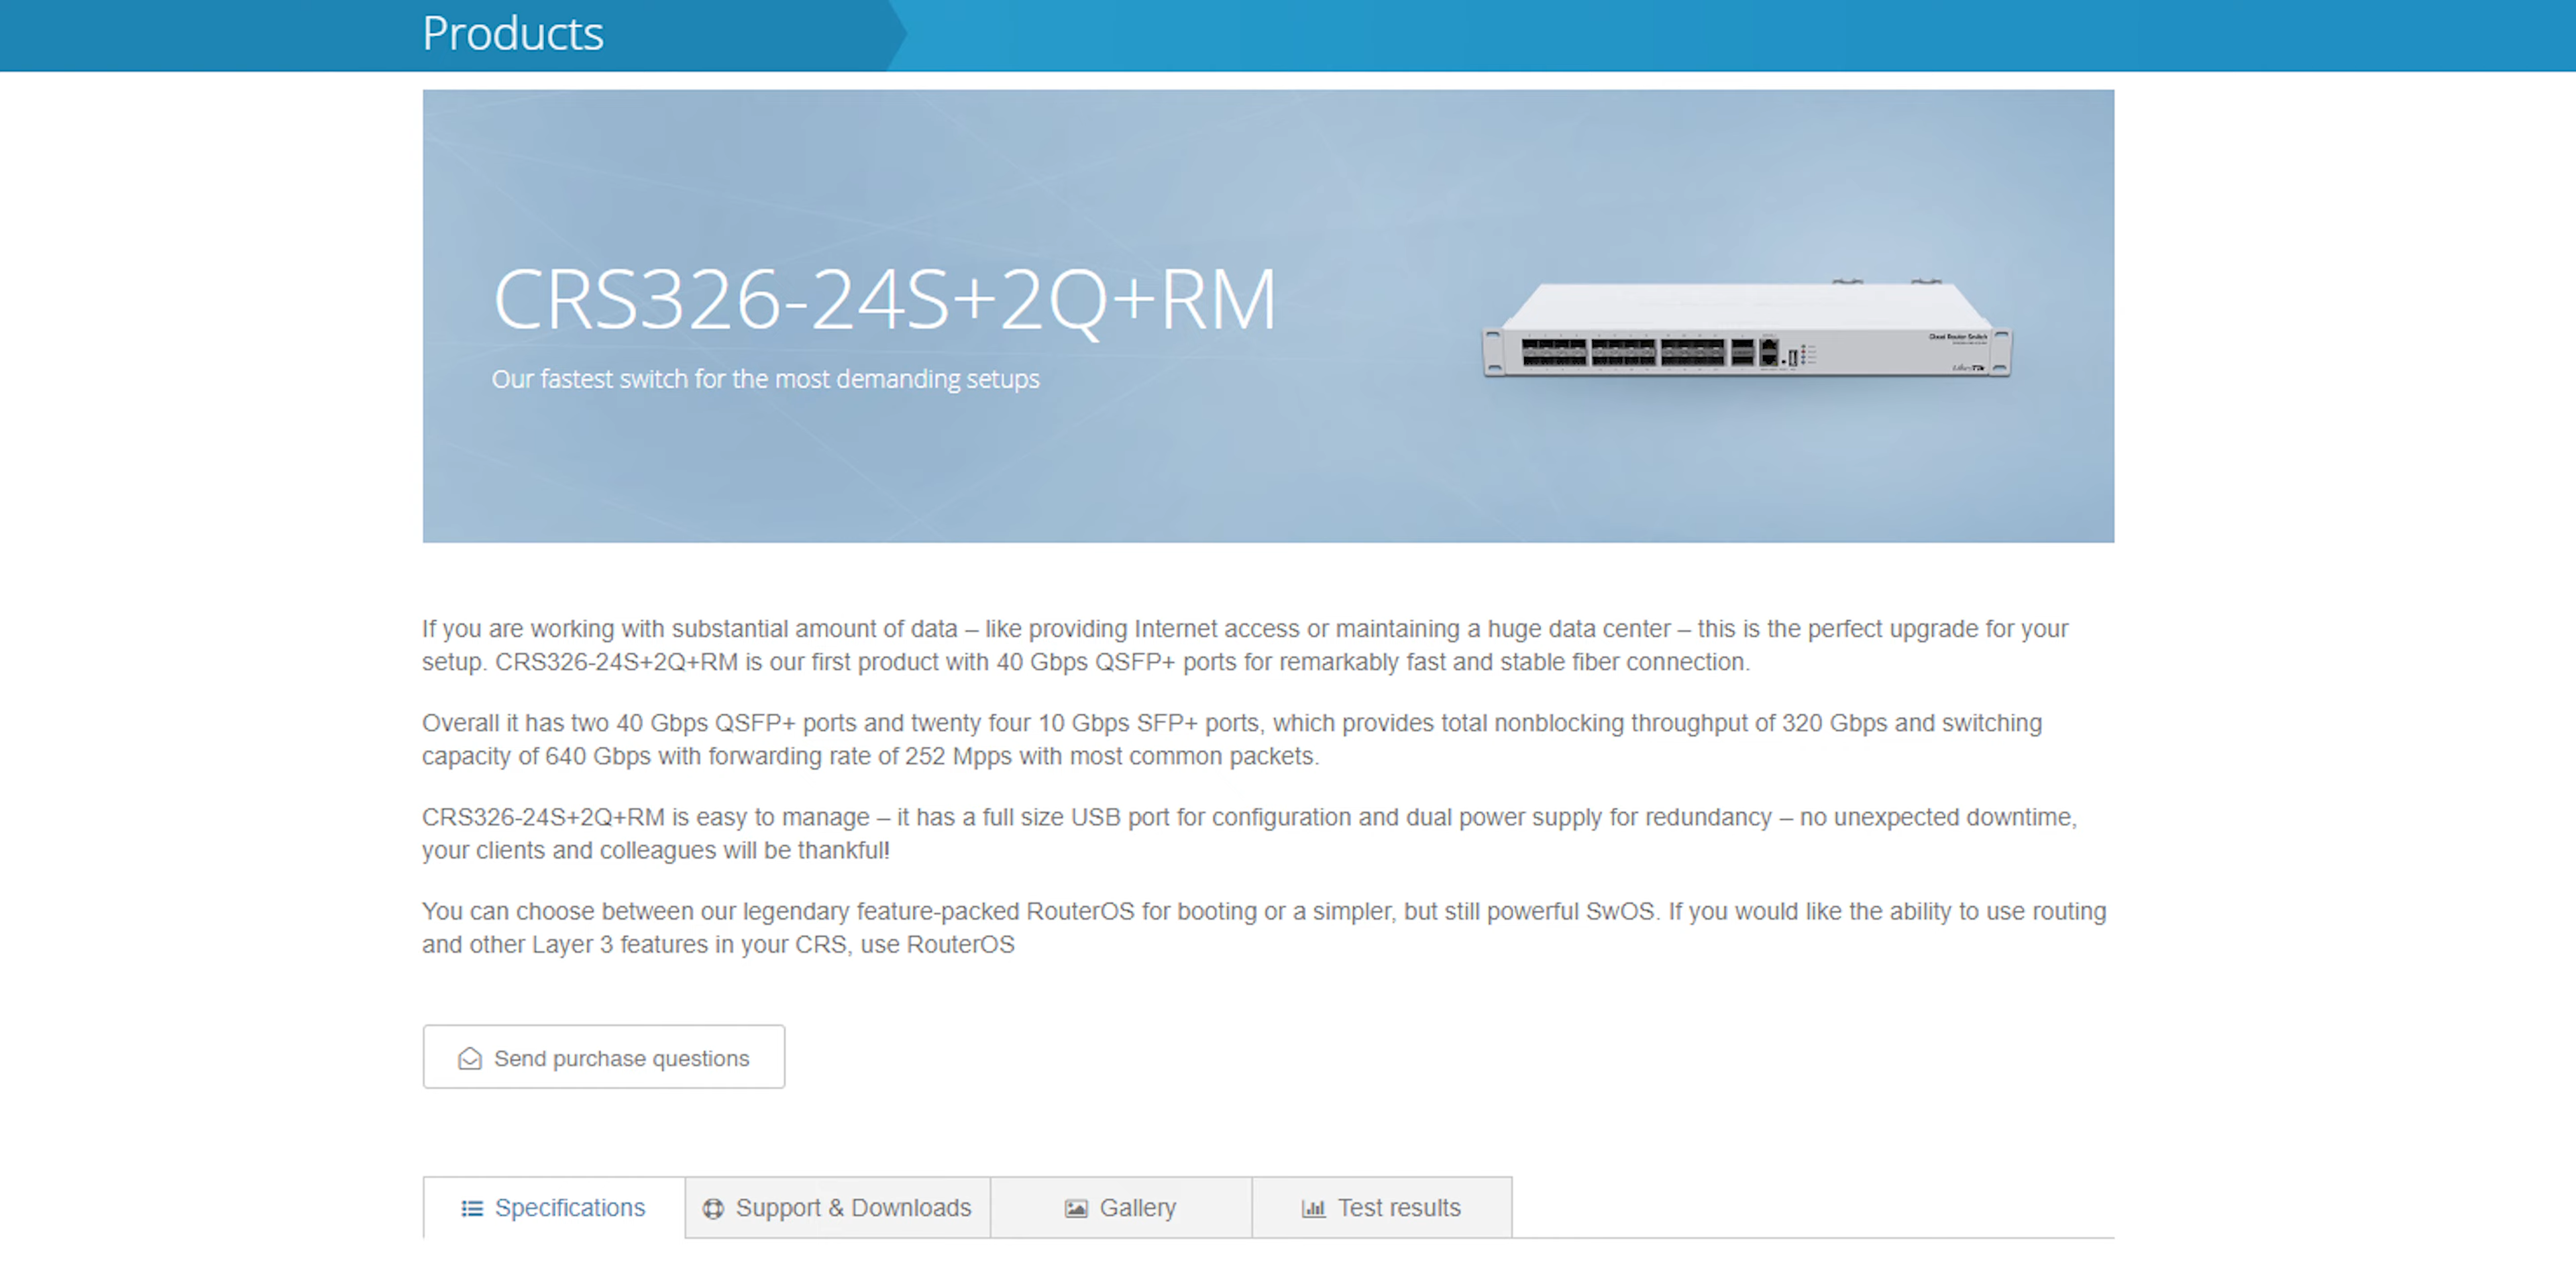 Products
CRS326-24S+2Q+RM
Our fastest switch for the most demanding setups
Cloud Router Switch
If you are working with substantial amount of data – like providing Internet access or maintaining a huge data center – this is the perfect upgrade for your
setup. CRS326-24S+2Q+RM is our first product with 40 Gbps QSFP+ ports for remarkably fast and stable fiber connection.
Overall it has two 40 Gbps QSFP+ ports and twenty four 10 Gbps SFP+ ports, which provides total nonblocking throughput of 320 Gbps and switching
capacity of 640 Gbps with forwarding rate of 252 Mpps with most common packets.
CRS326-24S+2Q+RM is easy to manage – it has a full size USB port for configuration and dual power supply for redundancy – no unexpected downtime,
your clients and colleagues will be thankful!
You can choose between our legendary feature-packed RouterOS for booting or a simpler, but still powerful SwOS. If you would like the ability to use routing
and other Layer 3 features in your CRS, use RouterOS
Send purchase questions
Specifications
Support & Downloads
Gallery
Test results